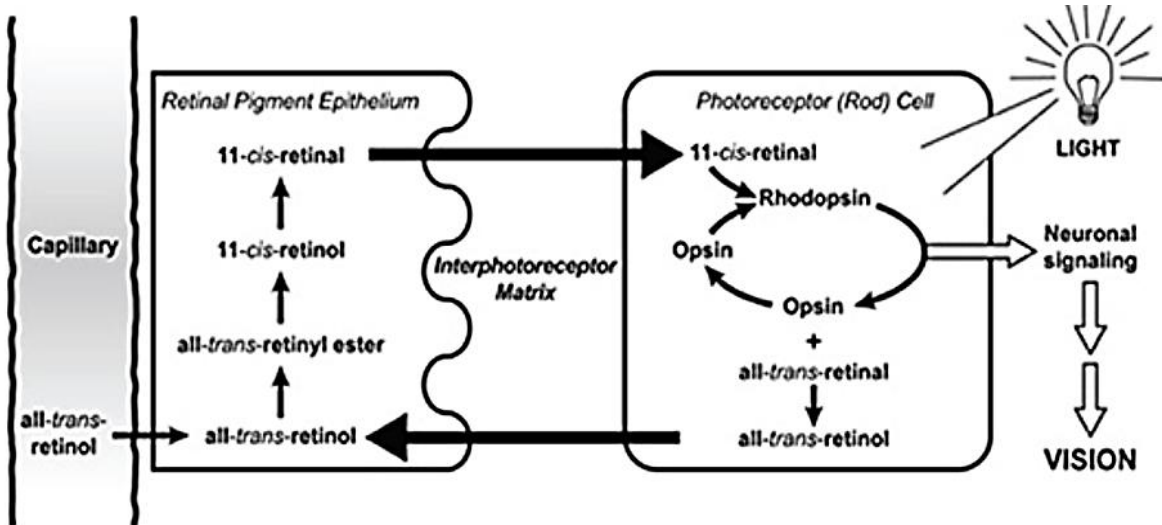 Retinal Pigment Epithelium
11-cis-retinal
11-cis-retinol
all-trans-retinyl ester
all-trans-retinol
Capillary
all-trans-
retinol
Interphotoreceptor
Matrix
Photoreceptor (Rod) Cell
11-cis-retinal
Rhodopsin
Opsin
Opsin
+
all-trans-retinal
all-trans-retinol
LIGHT
Neuronal
signaling
VISION